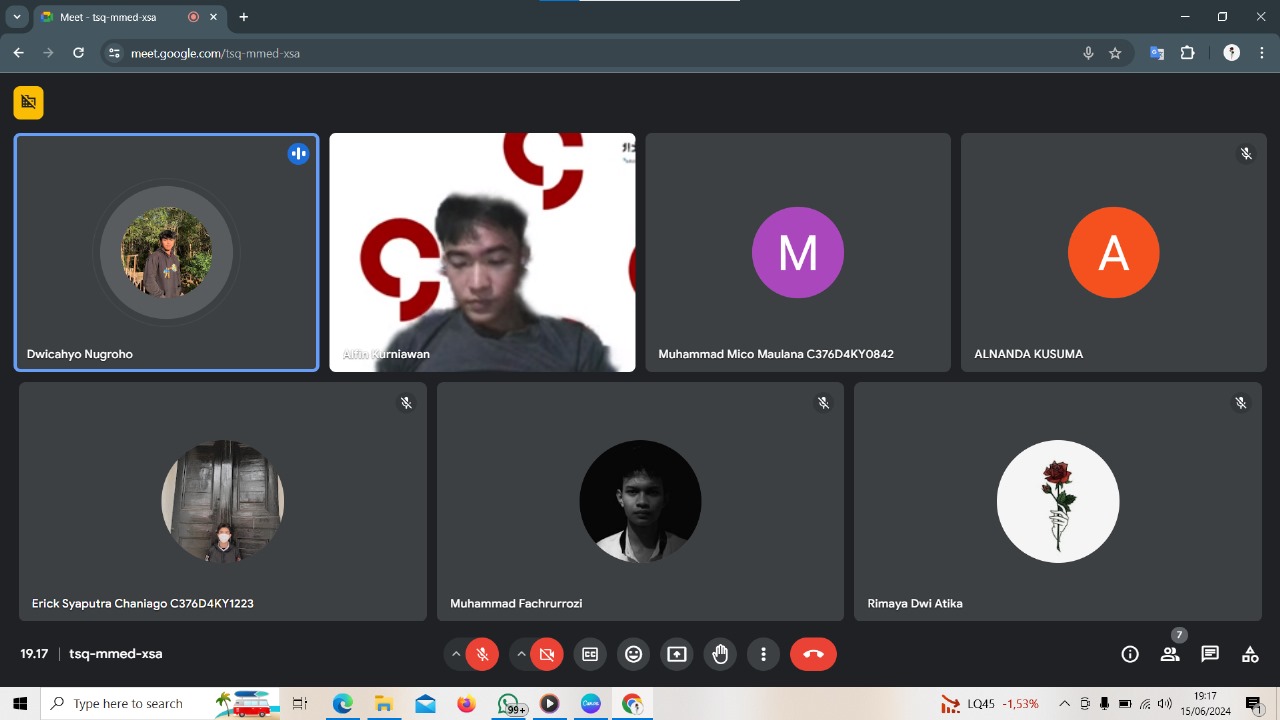 Meet - tsq-mmed-xsa
meet.google.com/tsq-mmed-xsa
Dwicahyo Nugroho
Alfin Kurniawan
M
Muhammad Mico Maulana C376D4KY0842
A
ALNANDA KUSUMA
Erick Syaputra Chaniago C376D4KY1223
Muhammad Fachrurrozi
Rimaya Dwi Atika
19.17 | tsq-mmed-xsa
7
Type here to search
99+
Canva
LQ45 -1,53%
19:17
15/06/2024
1